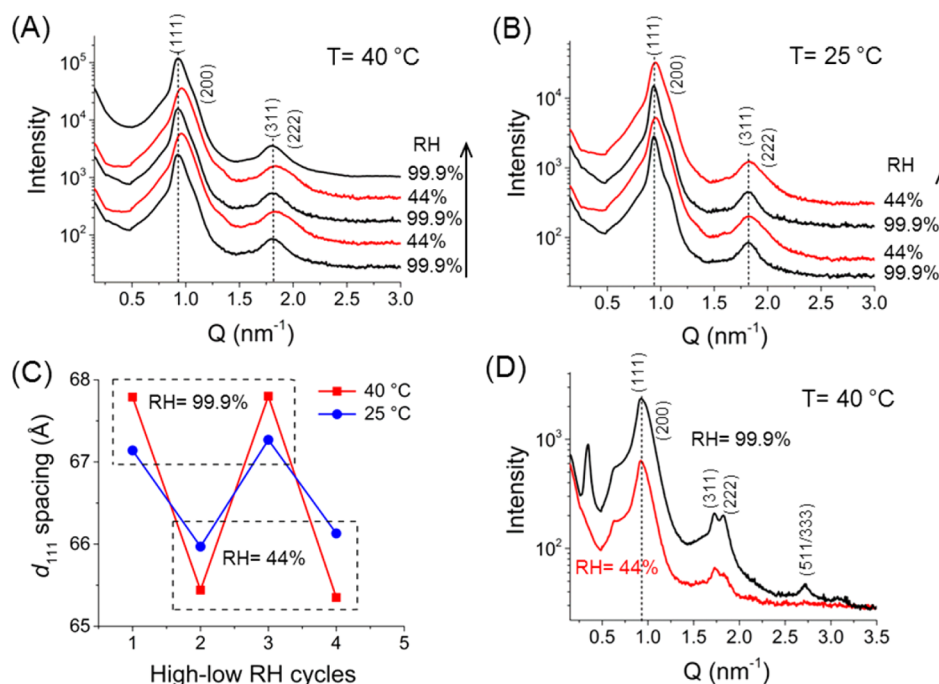 (A)
T= 40 °C
(111)
(200)
(311)
(222)
RH
99.9%
44%
99.9%
44%
99.9%
10⁵
10⁴
10³
10²
Intensity
0.5 1.0 1.5 2.0 2.5 3.0
Q (nm⁻¹)
(B)
T= 25 °C
(111)
(200)
(311)
(222)
RH
44%
99.9%
44%
99.9%
10⁴
10³
10²
Intensity
0.5 1.0 1.5 2.0 2.5 3.0
Q (nm⁻¹)
(C)
68
67
66
65
d₁₁₁ spacing (Å)
RH= 99.9%
40 °C
25 °C
RH= 44%
1 2 3 4 5
High-low RH cycles
(D)
T= 40 °C
(111)
(200)
RH= 99.9%
(311)
(222)
(511/333)
RH= 44%
10³
10²
Intensity
0.5 1.0 1.5 2.0 2.5 3.0 3.5
Q (nm⁻¹)